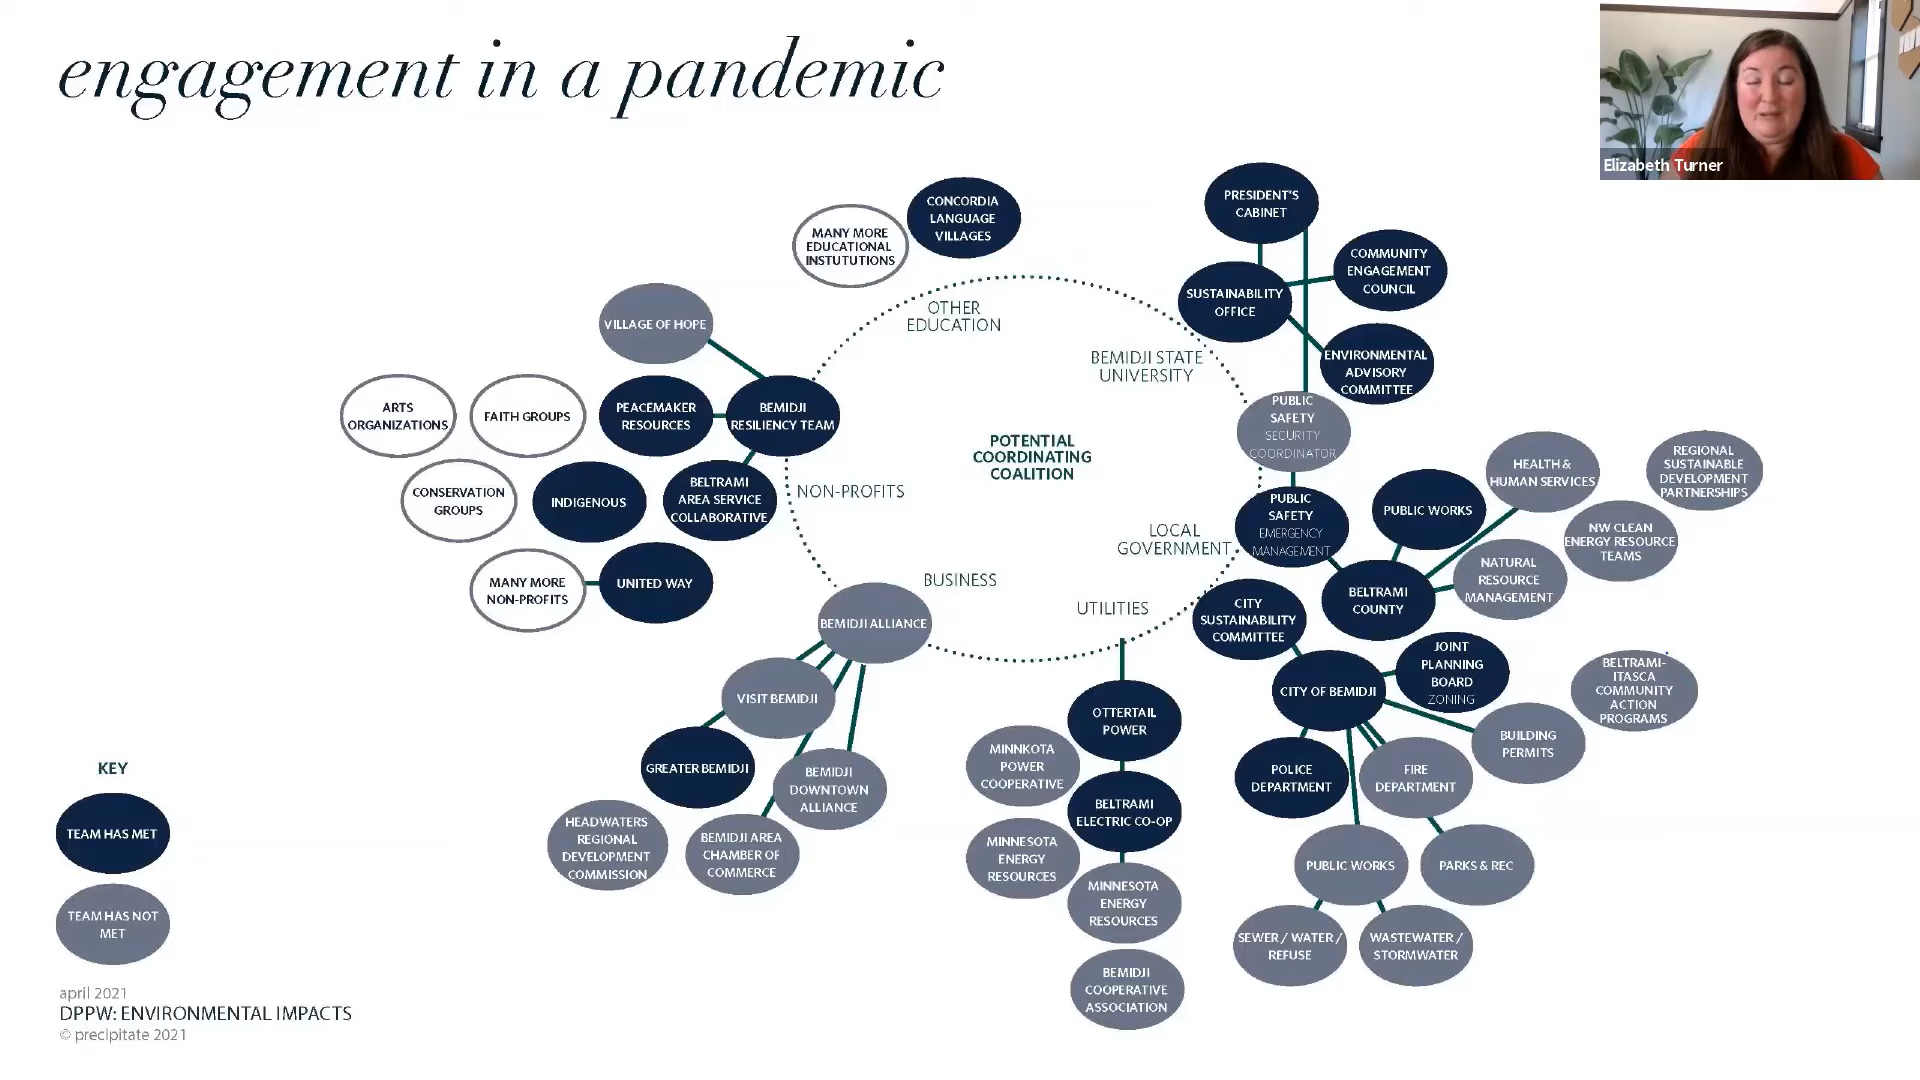 engagement in a pandemic
Elizabeth Turner
PRESIDENT'S
CABINET
CONCORDIA
LANGUAGE
VILLAGES
MANY MORE
EDUCATIONAL
INSTUTUTIONS
COMMUNITY
ENGAGEMENT
COUNCIL
SUSTAINABILITY
OFFICE
OTHER
EDUCATION
VILLAGE OF HOPE
BEMIDJI STATE
UNIVERSITY
ENVIRONMENTAL
ADVISORY
COMMITTEE
ARTS
ORGANIZATIONS
FAITH GROUPS
PEACEMAKER
RESOURCES
BEMIDJI
RESILIENCY TEAM
PUBLIC
SAFETY
SECURITY
COORDINATOR
POTENTIAL
COORDINATING
COALITION
HEALTH &
HUMAN SERVICES
REGIONAL
SUSTAINABLE
DEVELOPMENT
PARTNERSHIPS
CONSERVATION
GROUPS
INDIGENOUS
BELTRAMI
AREA SERVICE
COLLABORATIVE
NON-PROFITS
PUBLIC
SAFETY
EMERGENCY
MANAGEMENT
PUBLIC WORKS
LOCAL
GOVERNMENT
NW CLEAN
ENERGY RESOURCE
TEAMS
NATURAL
RESOURCE
MANAGEMENT
MANY MORE
NON-PROFITS
UNITED WAY
BUSINESS
UTILITIES
BELTRAMI
COUNTY
CITY
SUSTAINABILITY
COMMITTEE
BEMIDJI ALLIANCE
JOINT
PLANNING
BOARD
ZONING
CITY OF BEMIDJI
BELTRAMI-
ITASCA
COMMUNITY
ACTION
PROGRAMS
VISIT BEMIDJI
OTTERTAIL
POWER
BUILDING
PERMITS
GREATER BEMIDJI
MINNKOTA
POWER
COOPERATIVE
POLICE
DEPARTMENT
FIRE
DEPARTMENT
BEMIDJI
DOWNTOWN
ALLIANCE
KEY
TEAM HAS MET
BELTRAMI
ELECTRIC CO-OP
HEADWATERS
REGIONAL
DEVELOPMENT
COMMISSION
BEMIDJI AREA
CHAMBER OF
COMMERCE
MINNESOTA
ENERGY
RESOURCES
PUBLIC WORKS
PARKS & REC
MINNESOTA
ENERGY
RESOURCES
TEAM HAS NOT
MET
SEWER / WATER /
REFUSE
WASTEWATER /
STORMWATER
BEMIDJI
COOPERATIVE
ASSOCIATION
april 2021
DPPW: ENVIRONMENTAL IMPACTS
© precipitate 2021